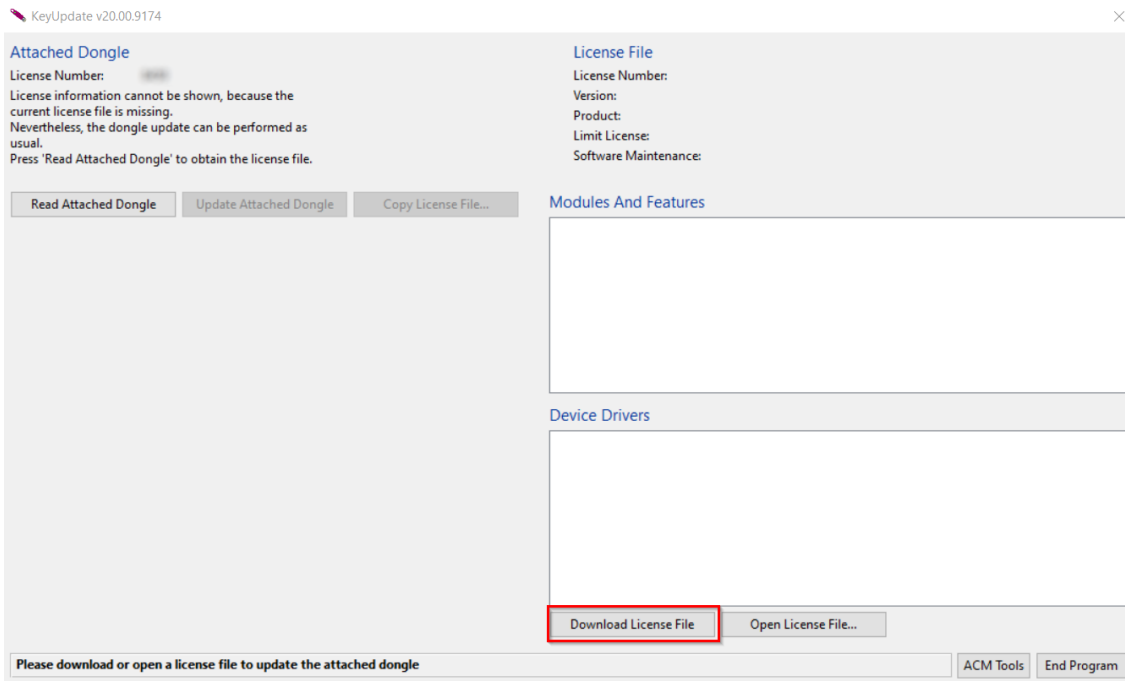 KeyUpdate v20.00.9174
Attached Dongle
License Number:
License information cannot be shown, because the
current license file is missing.
Nevertheless, the dongle update can be performed as
usual.
Press 'Read Attached Dongle' to obtain the license file.
Read Attached Dongle
Update Attached Dongle
Copy License File...
License File
License Number:
Version:
Product:
Limit License:
Software Maintenance:
Modules And Features
Device Drivers
Download License File
Open License File...
Please download or open a license file to update the attached dongle
ACM Tools
End Program